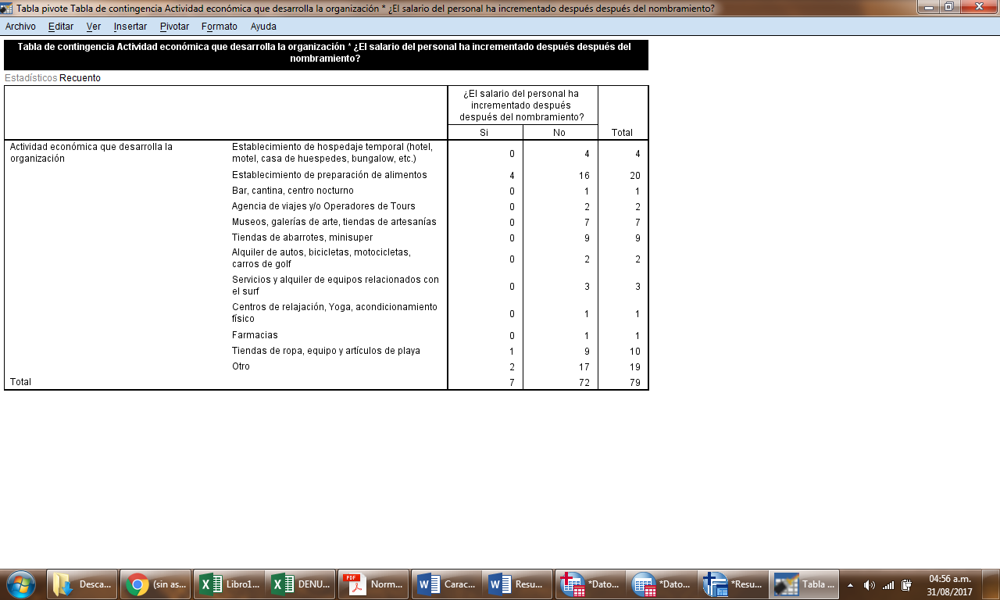 Tabla pivote Tabla de contingencia Actividad económica que desarrolla la organización * ¿El salario del personal ha incrementado después después del nombramiento?
Archivo Editar Ver Insertar Pivotar Formato Ayuda
Tabla de contingencia Actividad económica que desarrolla la organización * ¿El salario del personal ha incrementado después después del
nombramiento?
Estadísticos Recuento
¿El salario del personal ha
incrementado después
después del nombramiento?
Si No Total
Actividad económica que desarrolla la
organización
Establecimiento de hospedaje temporal (hotel,
motel, casa de huespedes, bungalow, etc.)
0 4 4
Establecimiento de preparación de alimentos 4 16 20
Bar, cantina, centro nocturno 0 1 1
Agencia de viajes y/o Operadores de Tours 0 2 2
Museos, galerías de arte, tiendas de artesanías 0 7 7
Tiendas de abarrotes, minisuper 0 9 9
Alquiler de autos, bicicletas, motocicletas,
carros de golf
0 2 2
Servicios y alquiler de equipos relacionados con
el surf
0 3 3
Centros de relajación, Yoga, acondicionamiento
físico
0 1 1
Farmacias 0 1 1
Tiendas de ropa, equipo y artículos de playa 1 9 10
Otro 2 17 19
Total 7 72 79
Desca... (sin as... Libro1... DENU... PDF Norm... Carac... Resu... *Dato... *Dato... *Resu... Tabla ...
04:56 a.m.
31/08/2017